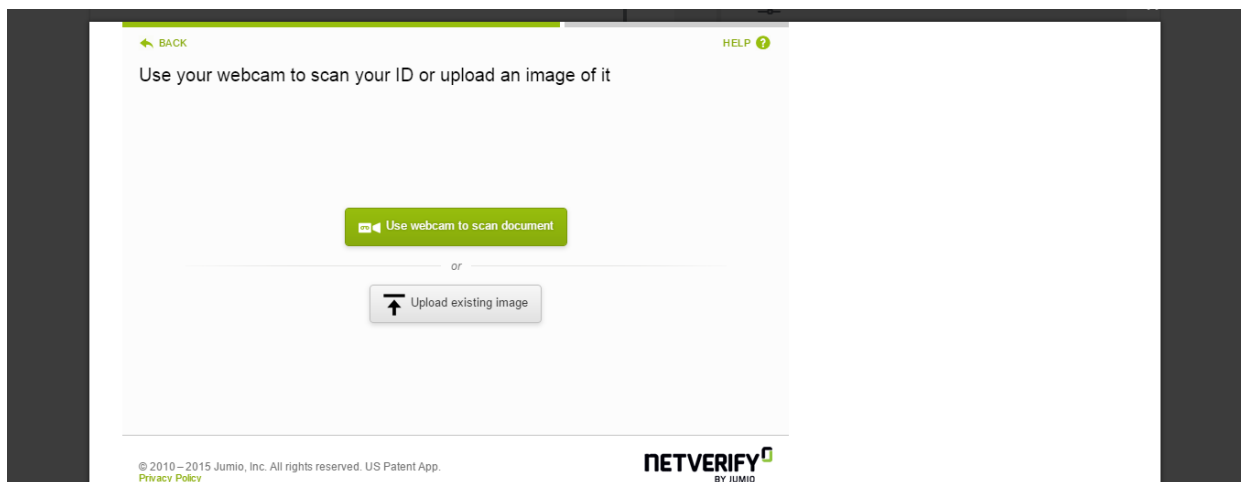 BACK
HELP ?
Use your webcam to scan your ID or upload an image of it
Use webcam to scan document
or
Upload existing image
© 2010 – 2015 Jumio, Inc. All rights reserved. US Patent App.
Privacy Policy
NETVERIFY
BY JUMIO